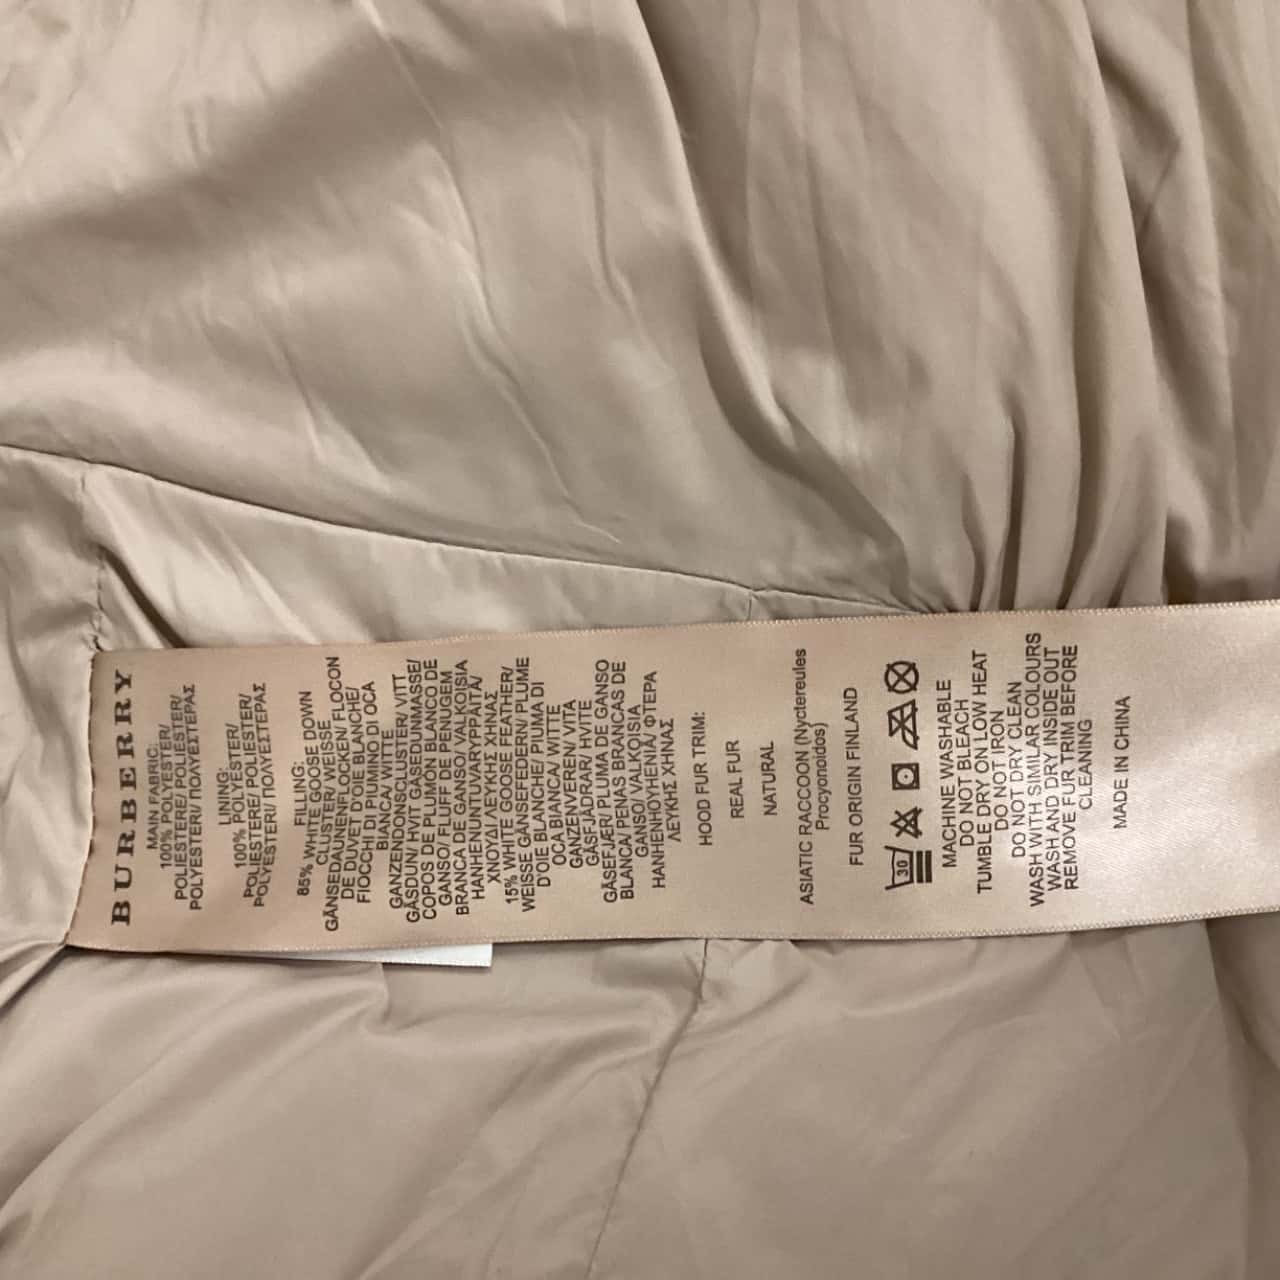 BURBERRY
MAIN FABRIC:
100% POLYESTER/
POLIESTERE/ POLIESTER/
POLYESTER/ ΠΟΛΥΕΣΤΕΡΑΣ
LINING:
100% POLYESTER/
POLIESTERE/ POLIESTER/
POLYESTER/ ΠΟΛΥΕΣΤΕΡΑΣ
FILLING:
85% WHITE GOOSE DOWN
CLUSTER/ WEISSE
GÄNSEDAUNENFLOCKEN/ FLOCON
DE DUVET D'OIE BLANCHE/
FIOCCHI DI PIUMINO DI OCA
BIANCA/ WITTE
GANZENDONSCLUSTER/ VITT
GÅSDUN/ HVIT GÅSEDUNMASSE/
COPOS DE PLUMÓN BLANCO DE
GANSO/ FLUFF DE PENUGEM
BRANCA DE GANSO/ VALKOISIA
HANHENUNTUVARYPPÄITÄ/
ΧΝΟΥΔΙ ΛΕΥΚΗΣ ΧΗΝΑΣ
15% WHITE GOOSE FEATHER/
WEISSE GÄNSEFEDERN/ PLUME
D'OIE BLANCHE/ PIUMA DI
OCA BIANCA/ WITTE
GANZENVEREN/ VITA
GÅSFJÄDRAR/ HVITE
GÅSEFJÆR/ PLUMA DE GANSO
BLANCA/ PENAS BRANCAS DE
GANSO/ VALKOISIA
HANHENHOYHENIÄ/ ΦΤΕΡΑ
ΛΕΥΚΗΣ ΧΗΝΑΣ
HOOD FUR TRIM:
REAL FUR
NATURAL
ASIATIC RACCOON (Nyctereules
Procyonoidos)
FUR ORIGIN FINLAND
30
MACHINE WASHABLE
DO NOT BLEACH
TUMBLE DRY ON LOW HEAT
DO NOT IRON
DO NOT DRY CLEAN
WASH WITH SIMILAR COLOURS
WASH AND DRY INSIDE OUT
REMOVE FUR TRIM BEFORE
CLEANING
MADE IN CHINA